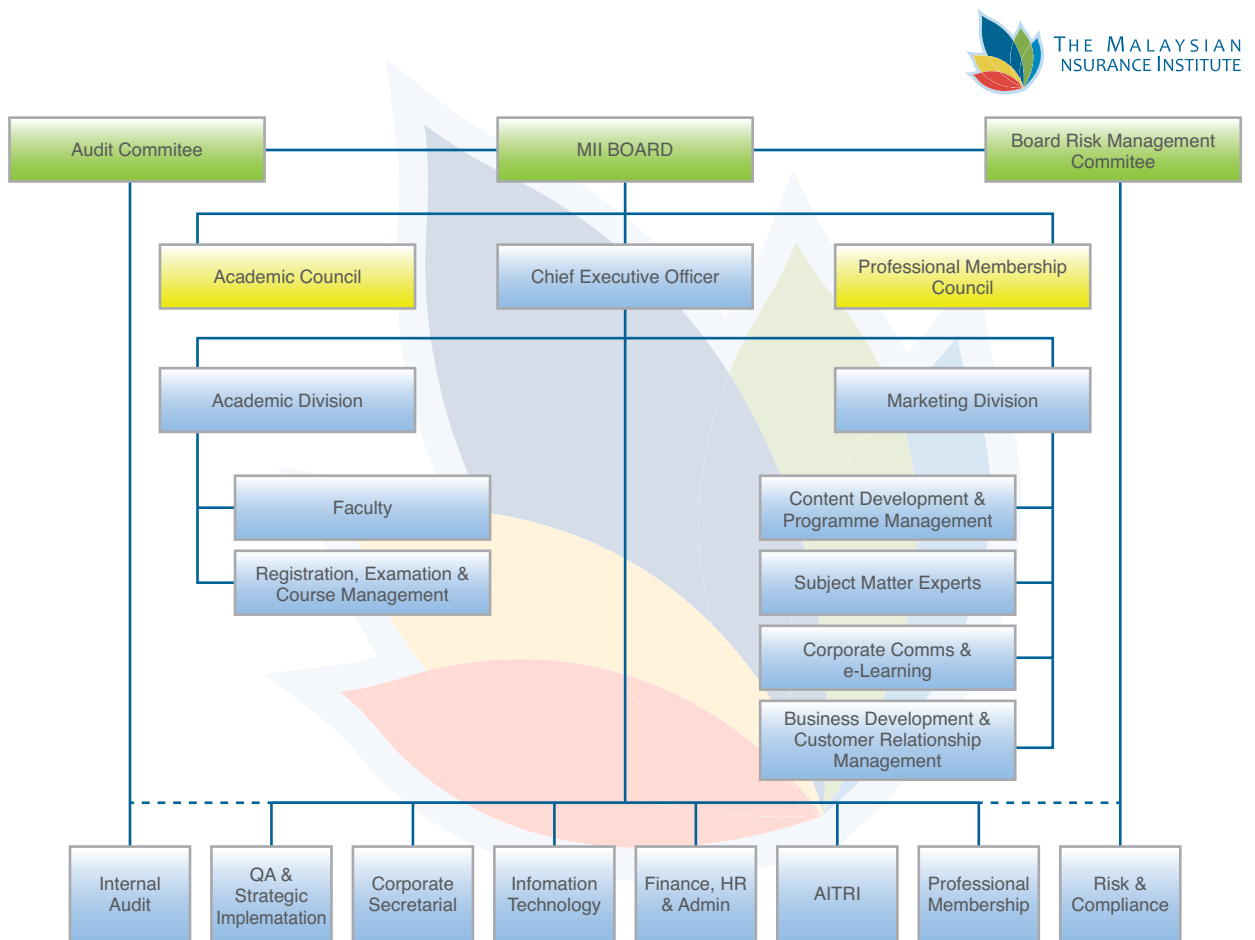 THE MALAYSIAN
NSURANCE INSTITUTE
Audit Commitee
MII BOARD
Board Risk Management
Commitee
Academic Council
Chief Executive Officer
Professional Membership
Council
Academic Division
Marketing Division
Faculty
Registration, Examation &
Course Management
Content Development &
Programme Management
Subject Matter Experts
Corporate Comms &
e-Learning
Business Development &
Customer Relationship
Management
Internal
Audit
QA &
Strategic
Implematation
Corporate
Secretarial
Infomation
Technology
Finance, HR
& Admin
AITRI
Professional
Membership
Risk &
Compliance